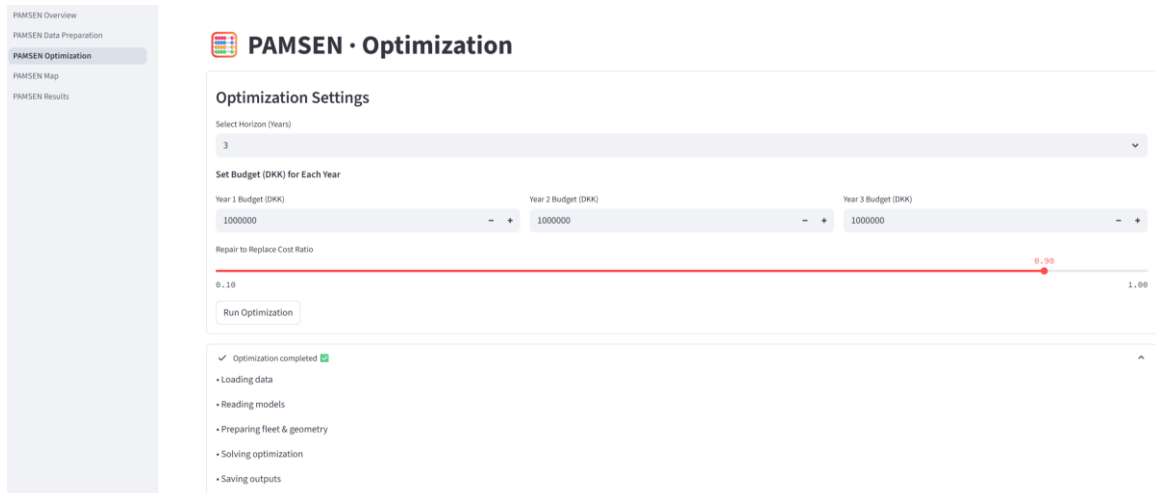 PAMSEN Overview
PAMSEN Data Preparation
PAMSEN Optimization
PAMSEN Map
PAMSEN Results
PAMSEN · Optimization
Optimization Settings
Select Horizon (Years)
3
Set Budget (DKK) for Each Year
Year 1 Budget (DKK) Year 2 Budget (DKK) Year 3 Budget (DKK)
1000000 − + 1000000 − + 1000000 − +
Repair to Replace Cost Ratio
0.90
0.10 1.00
Run Optimization
Optimization completed
• Loading data
• Reading models
• Preparing fleet & geometry
• Solving optimization
• Saving outputs